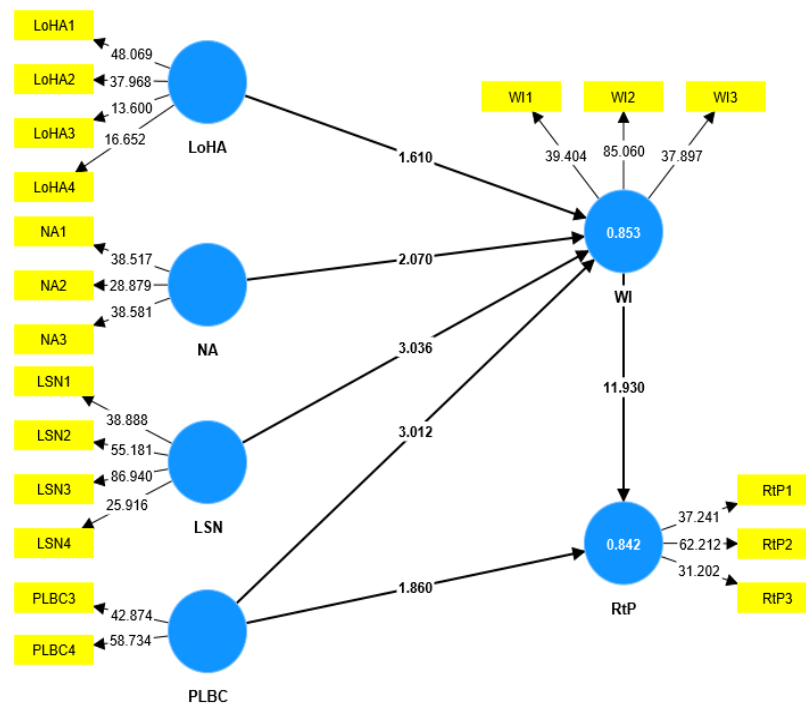 LoHA1
LoHA2
LoHA3
LoHA4
48.069
37.968
13.600
16.652
LoHA
NA1
NA2
NA3
38.517
28.879
38.581
NA
LSN1
LSN2
LSN3
LSN4
38.888
55.181
86.940
25.916
LSN
PLBC3
PLBC4
42.874
58.734
PLBC
1.610
2.070
3.036
3.012
1.860
WI1
WI2
WI3
39.404
85.060
37.897
0.853
WI
11.930
0.842
RtP
37.241
62.212
31.202
RtP1
RtP2
RtP3